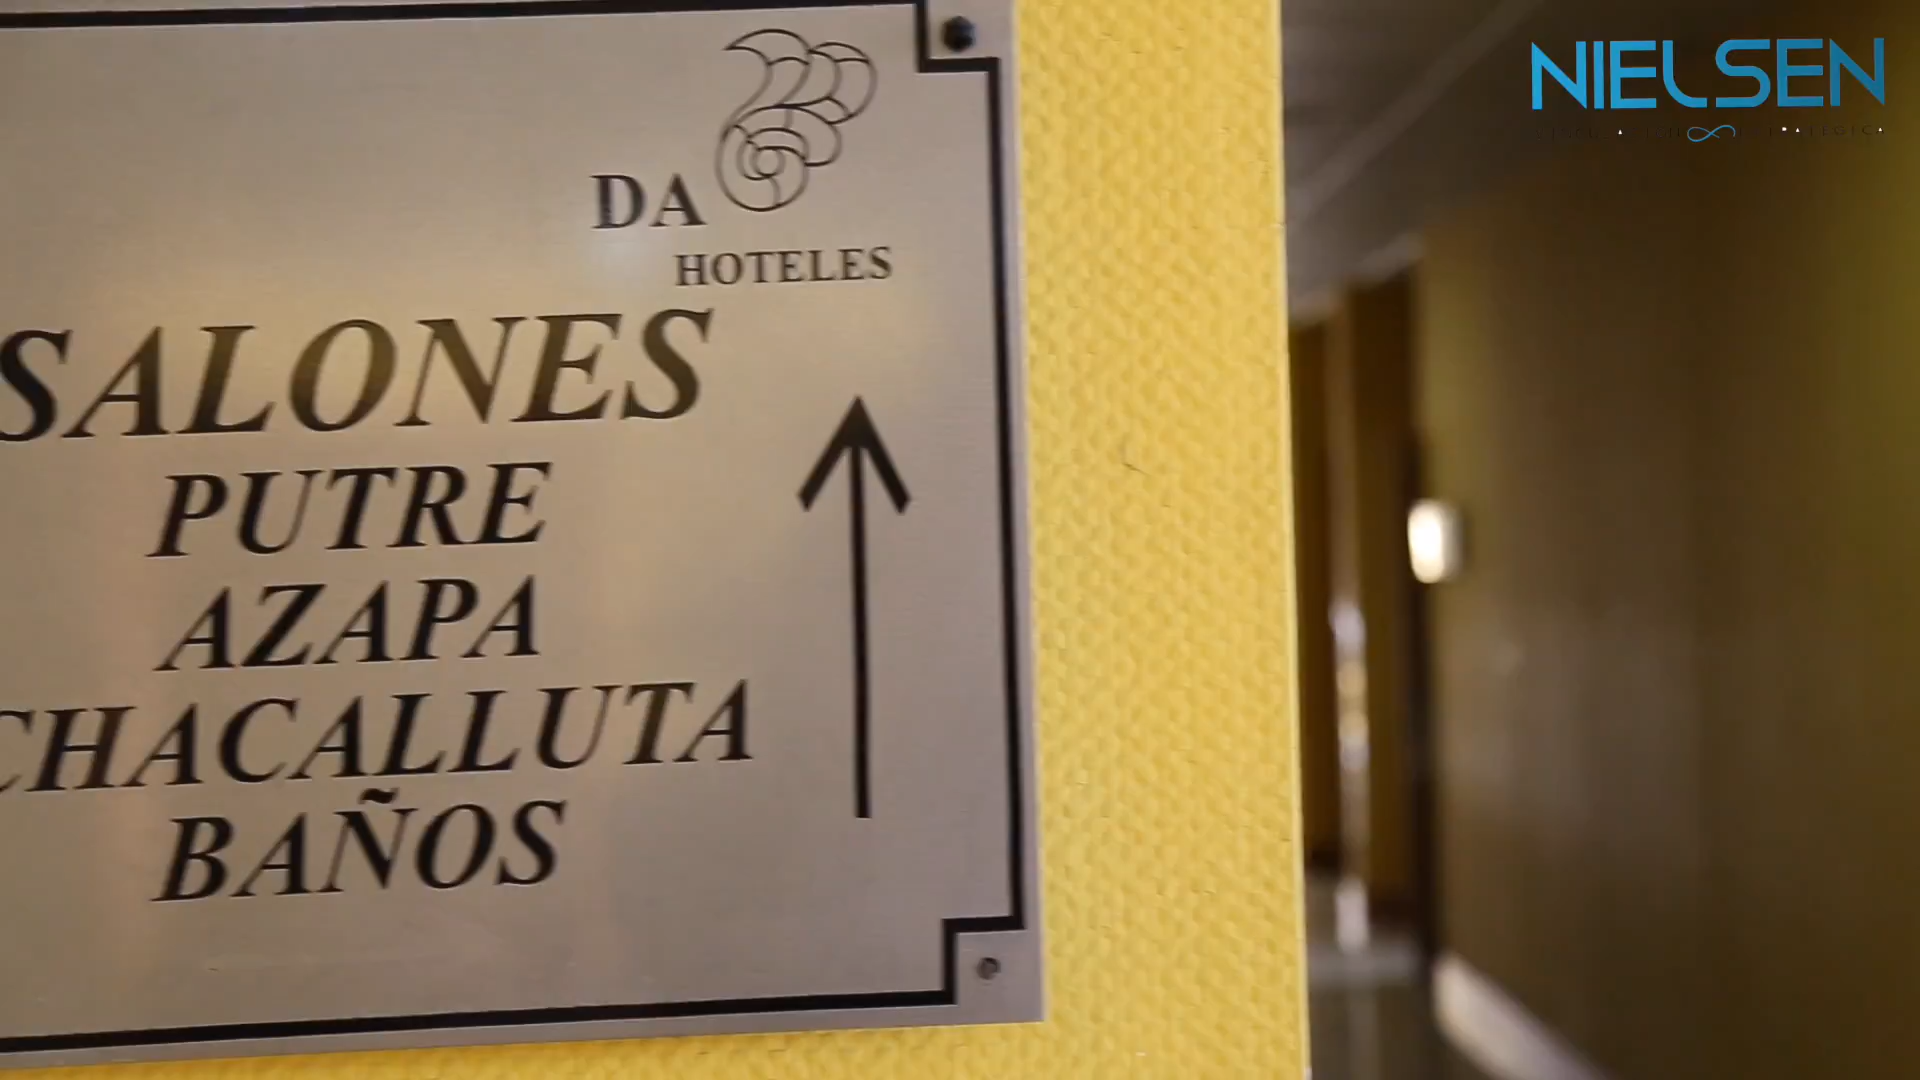 NIELSEN
DA
HOTELES
SALONES
PUTRE
AZAPA
CHACALLUTA
BAÑOS